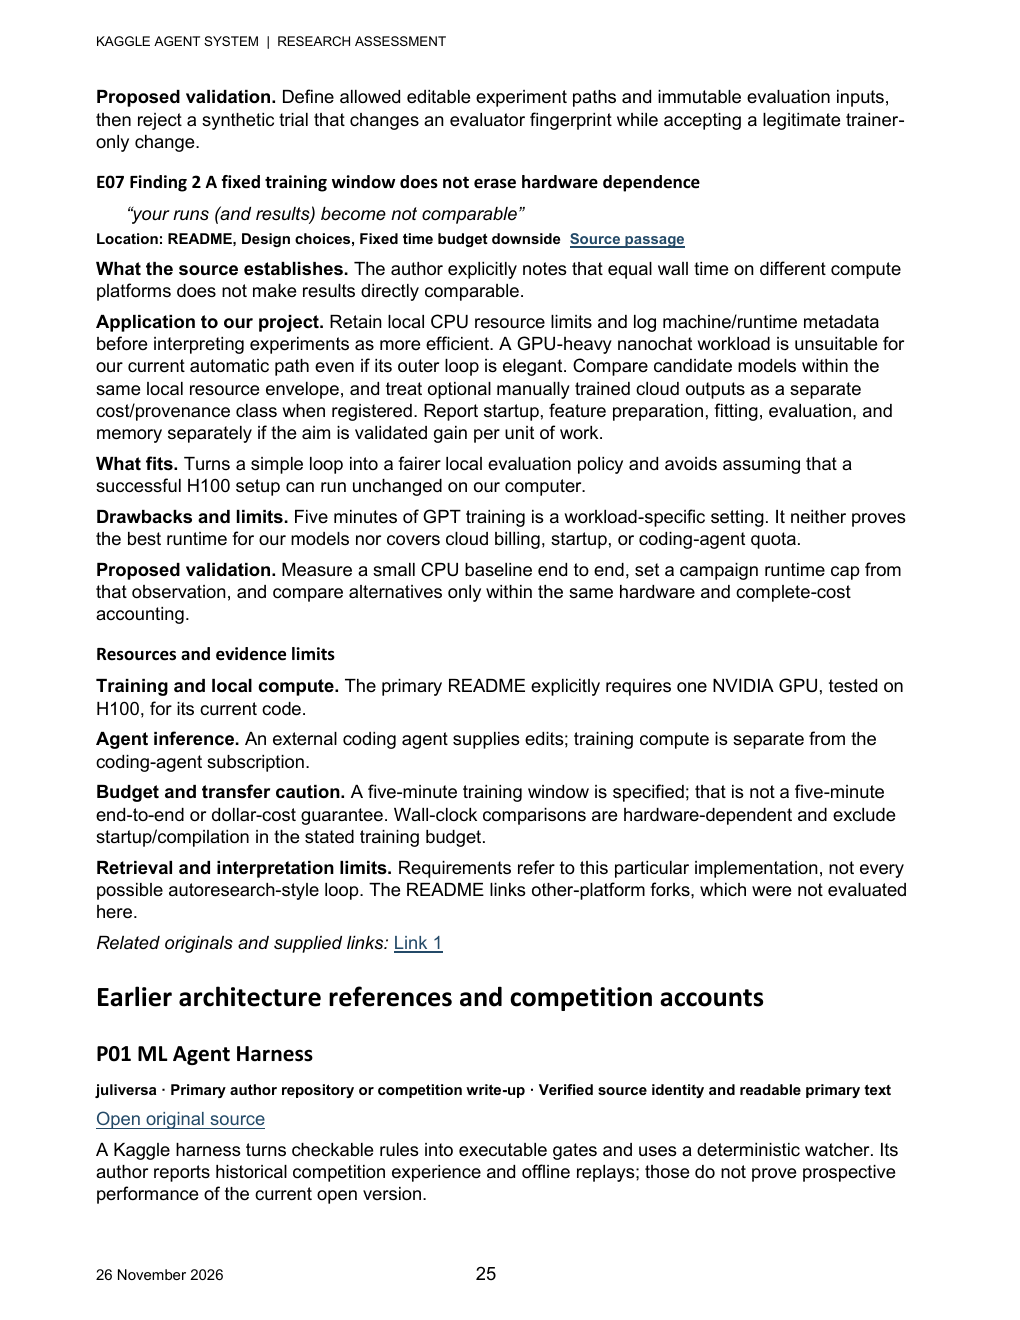 KAGGLE AGENT SYSTEM | RESEARCH ASSESSMENT
Proposed validation. Define allowed editable experiment paths and immutable evaluation inputs,
then reject a synthetic trial that changes an evaluator fingerprint while accepting a legitimate trainer-
only change.
E07 Finding 2 A fixed training window does not erase hardware dependence
“your runs (and results) become not comparable”
Location: README, Design choices, Fixed time budget downside Source passage
What the source establishes. The author explicitly notes that equal wall time on different compute
platforms does not make results directly comparable.
Application to our project. Retain local CPU resource limits and log machine/runtime metadata
before interpreting experiments as more efficient. A GPU-heavy nanochat workload is unsuitable for
our current automatic path even if its outer loop is elegant. Compare candidate models within the
same local resource envelope, and treat optional manually trained cloud outputs as a separate
cost/provenance class when registered. Report startup, feature preparation, fitting, evaluation, and
memory separately if the aim is validated gain per unit of work.
What fits. Turns a simple loop into a fairer local evaluation policy and avoids assuming that a
successful H100 setup can run unchanged on our computer.
Drawbacks and limits. Five minutes of GPT training is a workload-specific setting. It neither proves
the best runtime for our models nor covers cloud billing, startup, or coding-agent quota.
Proposed validation. Measure a small CPU baseline end to end, set a campaign runtime cap from
that observation, and compare alternatives only within the same hardware and complete-cost
accounting.
Resources and evidence limits
Training and local compute. The primary README explicitly requires one NVIDIA GPU, tested on
H100, for its current code.
Agent inference. An external coding agent supplies edits; training compute is separate from the
coding-agent subscription.
Budget and transfer caution. A five-minute training window is specified; that is not a five-minute
end-to-end or dollar-cost guarantee. Wall-clock comparisons are hardware-dependent and exclude
startup/compilation in the stated training budget.
Retrieval and interpretation limits. Requirements refer to this particular implementation, not every
possible autoresearch-style loop. The README links other-platform forks, which were not evaluated
here.
Related originals and supplied links: Link 1
Earlier architecture references and competition accounts
P01 ML Agent Harness
juliversa · Primary author repository or competition write-up · Verified source identity and readable primary text
Open original source
A Kaggle harness turns checkable rules into executable gates and uses a deterministic watcher. Its
author reports historical competition experience and offline replays; those do not prove prospective
performance of the current open version.
26 November 2026
25